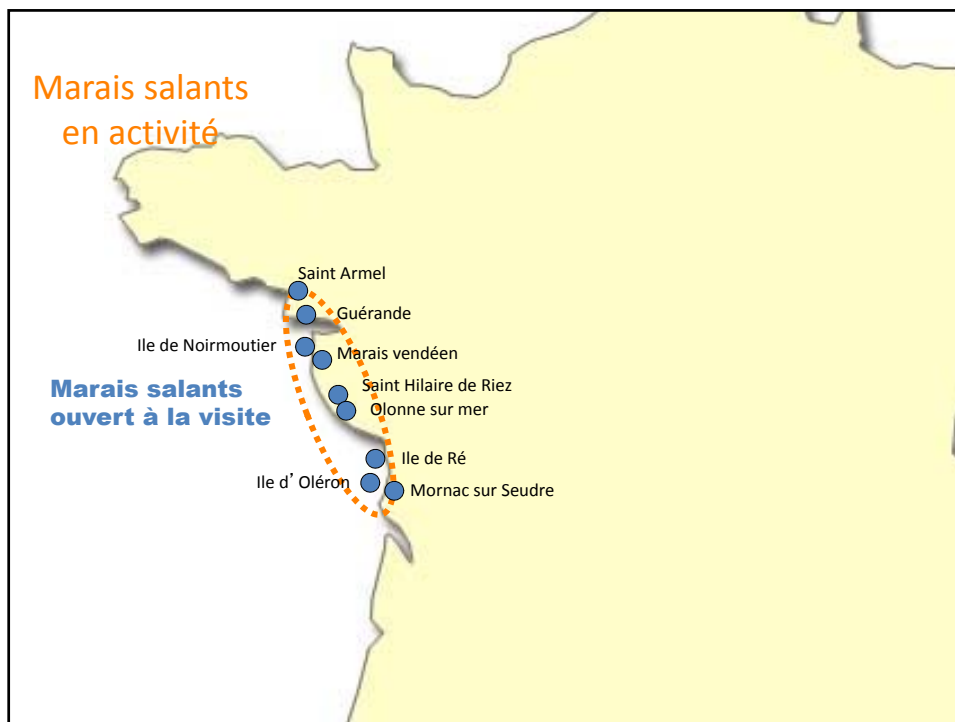 Marais salants
en activité
Saint Armel
Guérande
Ile de Noirmoutier
Marais vendéen
Marais salants
ouvert à la visite
Saint Hilaire de Riez
Olonne sur mer
Ile de Ré
Ile d’ Oléron
Mornac sur Seudre